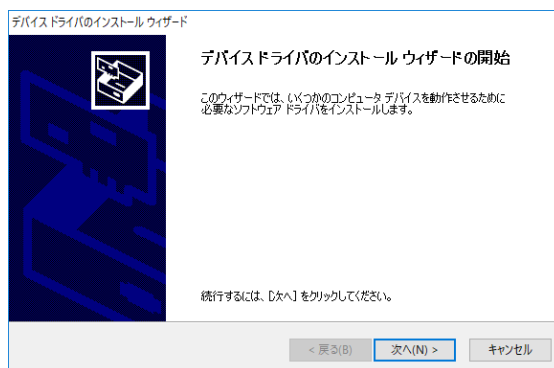 デバイス ドライバのインストール ウィザード
デバイス ドライバのインストール ウィザードの開始
このウィザードでは、いくつかのコンピュータ デバイスを動作させるために
必要なソフトウェア ドライバをインストールします。
続行するには、[次へ] をクリックしてください。
< 戻る(B)
次へ(N) >
キャンセル